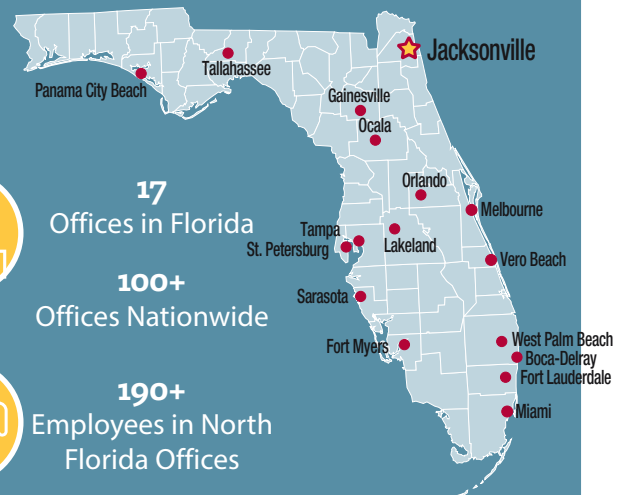 Jacksonville
Tallahassee
Panama City Beach
Gainesville
Ocala
Orlando
Melbourne
Tampa
St. Petersburg
Lakeland
Vero Beach
Sarasota
Fort Myers
West Palm Beach
Boca-Delray
Fort Lauderdale
Miami
17
Offices in Florida
100+
Offices Nationwide
190+
Employees in North
Florida Offices